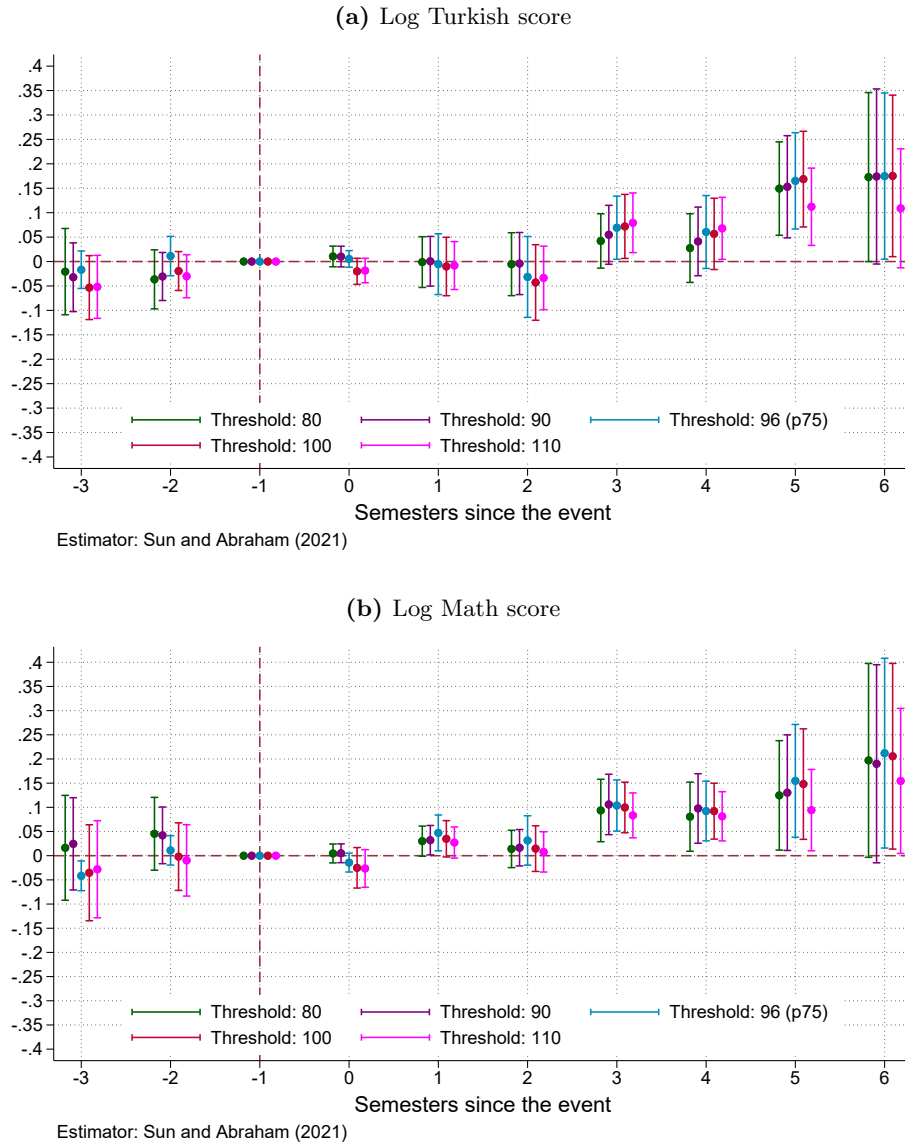 (a) Log Turkish score
.4
.35
.3
.25
.2
.15
.1
.05
0
-.05
-.1
-.15
-.2
-.25
-.3
-.35
-.4
Threshold: 80 Threshold: 90 Threshold: 96 (p75)
Threshold: 100 Threshold: 110
-3 -2 -1 0 1 2 3 4 5 6
Semesters since the event
Estimator: Sun and Abraham (2021)
(b) Log Math score
.4
.35
.3
.25
.2
.15
.1
.05
0
-.05
-.1
-.15
-.2
-.25
-.3
-.35
-.4
Threshold: 80 Threshold: 90 Threshold: 96 (p75)
Threshold: 100 Threshold: 110
-3 -2 -1 0 1 2 3 4 5 6
Semesters since the event
Estimator: Sun and Abraham (2021)